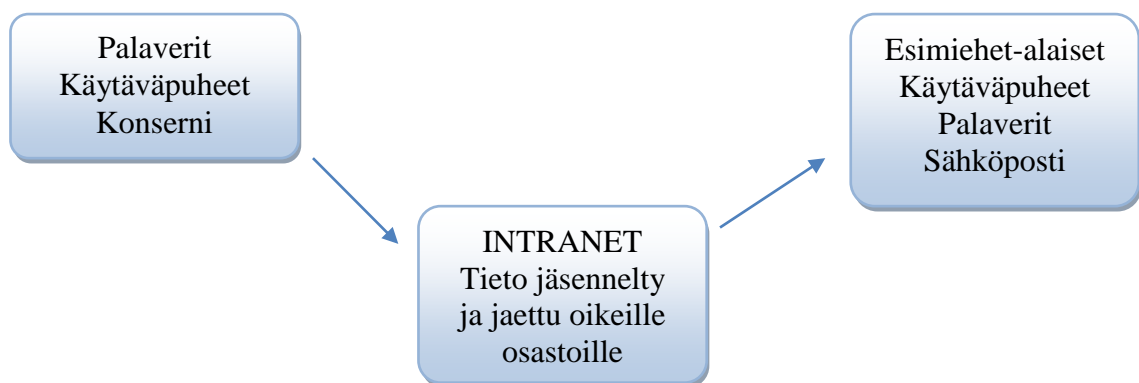 Palaverit
Käytäväpuheet
Konserni
INTRANET
Tieto jäsennelty
ja jaettu oikeille
osastoille
Esimiehet-alaiset
Käytäväpuheet
Palaverit
Sähköposti